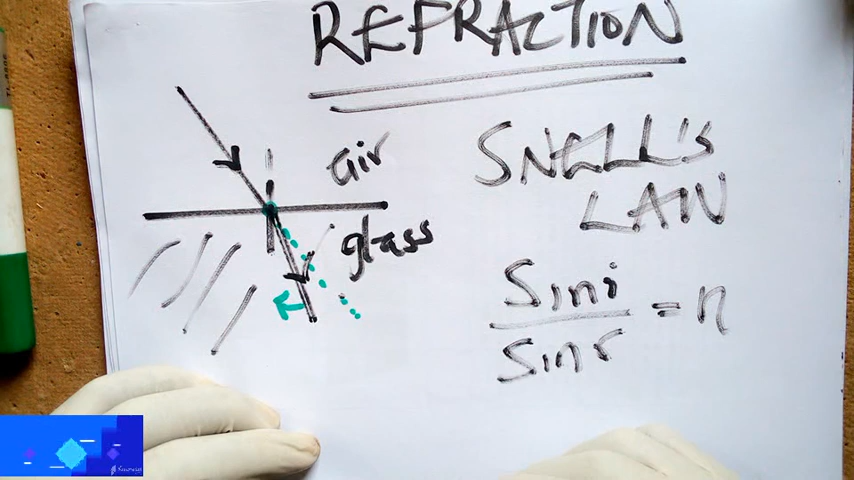 REFRACTION
air
glass
SNELL's
LAW
Sin i
Sin r
= n